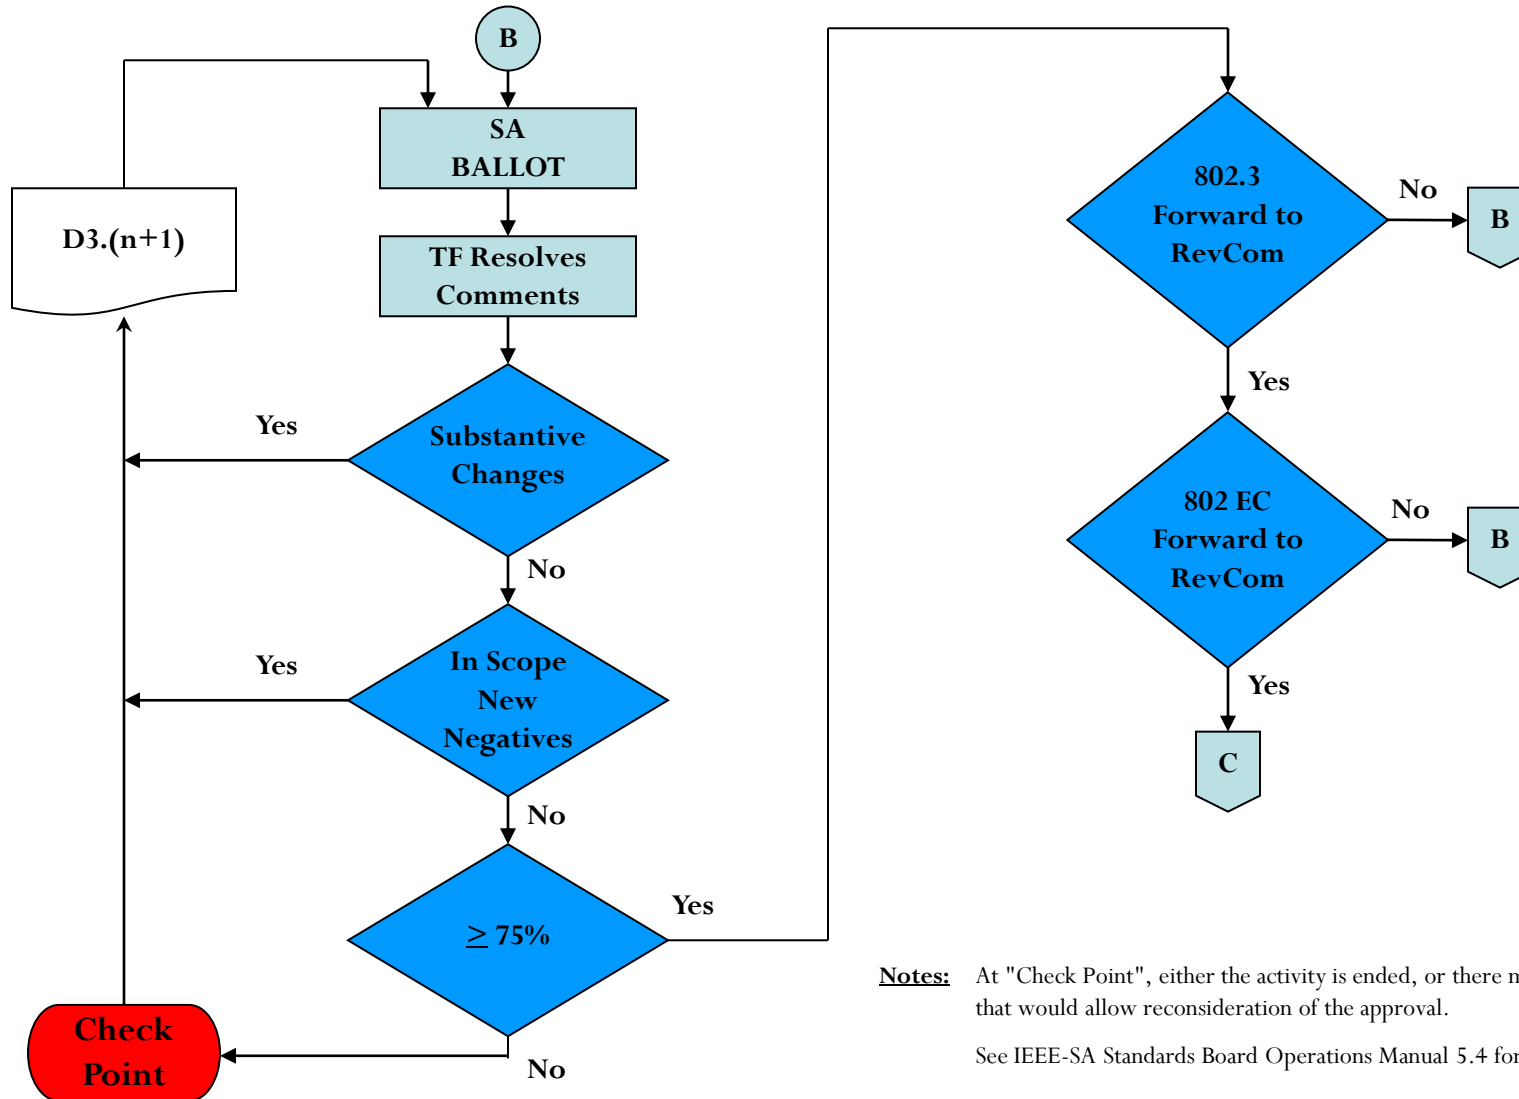 B
SA
BALLOT
D3.(n+1)
TF Resolves
Comments
Yes
Substantive
Changes
No
Yes
In Scope
New
Negatives
No
≥ 75%
Yes
No
Check
Point
802.3
Forward to
RevCom
No
B
Yes
802 EC
Forward to
RevCom
No
B
Yes
C
Notes: At "Check Point", either the activity is ended, or there
that would allow reconsideration of the approval.
See IEEE-SA Standards Board Operations Manual 5.4 for